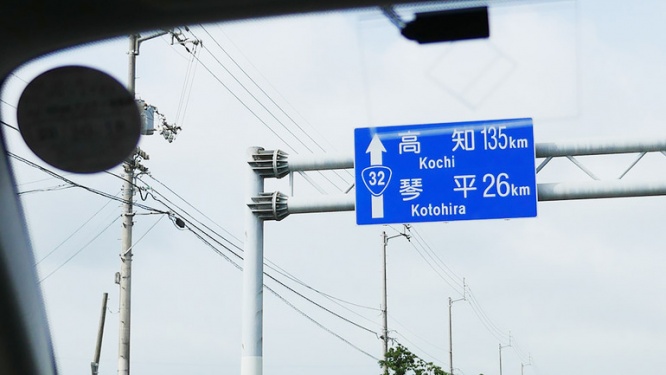 高知 135km
Kochi
32
琴平 26km
Kotohira